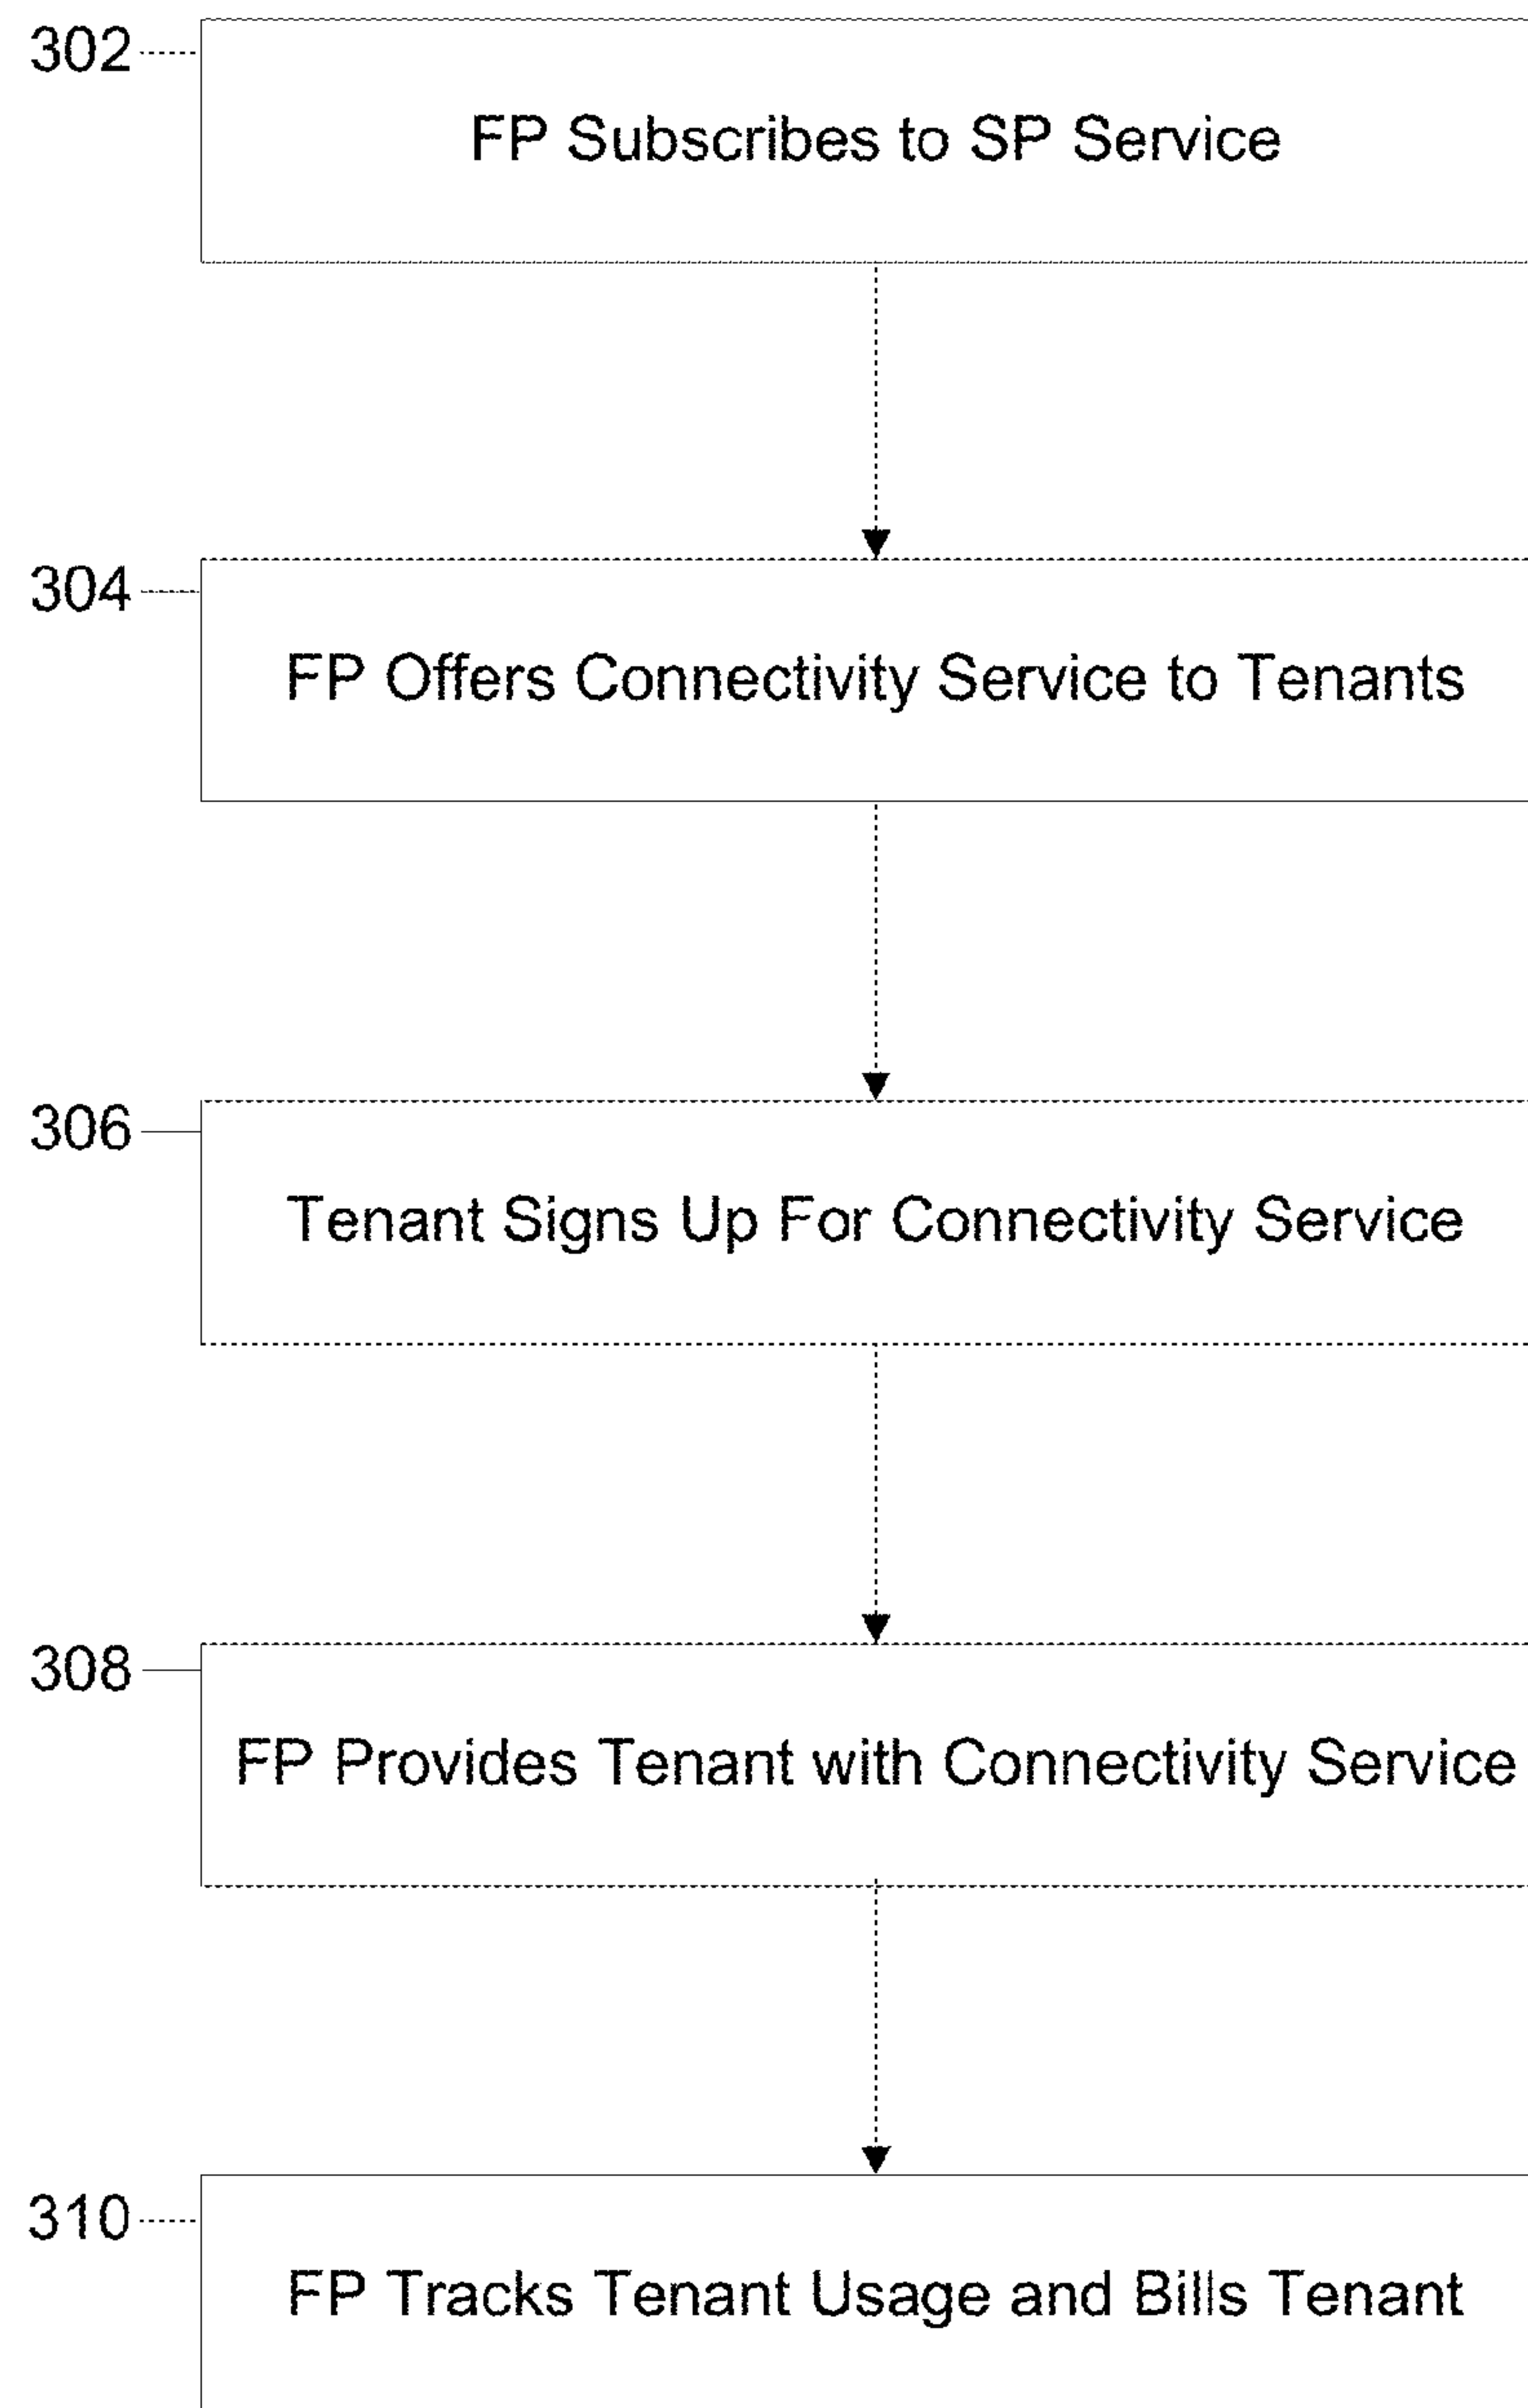 302
FP Subscribes to SP Service
304
FP Offers Connectivity Service to Tenants
306
Tenant Signs Up For Connectivity Service
308
FP Provides Tenant with Connectivity Service
310
FP Tracks Tenant Usage and Bills Tenant